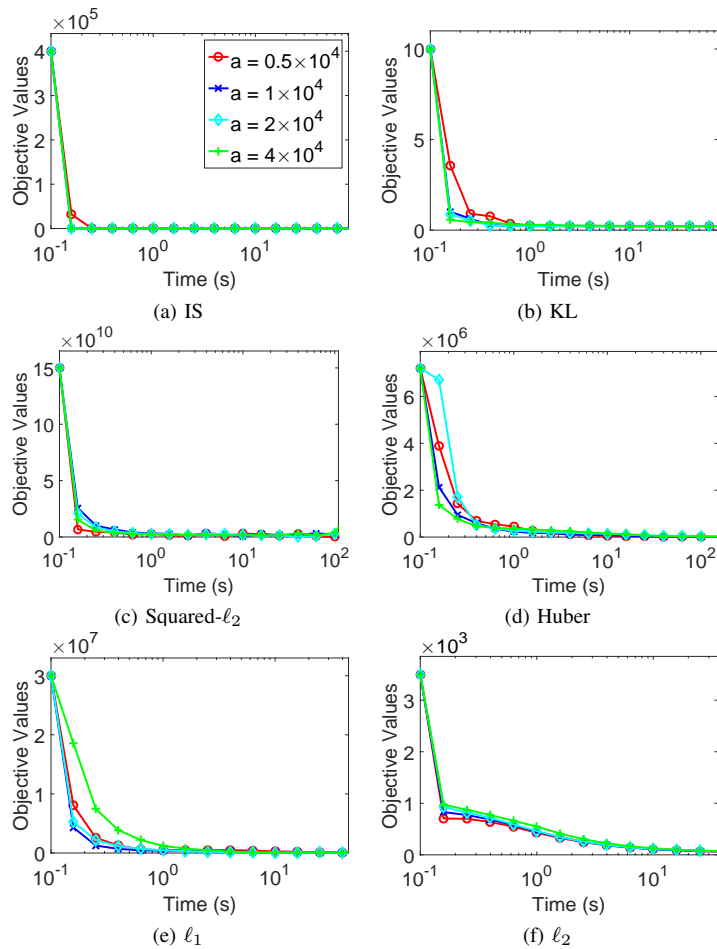 ×10^5
4
3
2
1
0
Objective Values
a = 0.5×10^4
a = 1×10^4
a = 2×10^4
a = 4×10^4
10^-1 10^0 10^1
Time (s)
(a) IS
10
5
0
Objective Values
10^-1 10^0 10^1
Time (s)
(b) KL
×10^10
15
10
5
0
Objective Values
10^-1 10^0 10^1 10^2
Time (s)
(c) Squared-ℓ2
×10^6
6
4
2
0
Objective Values
10^-1 10^0 10^1 10^2
Time (s)
(d) Huber
×10^7
3
2
1
0
Objective Values
10^-1 10^0 10^1
Time (s)
(e) ℓ1
×10^3
3
2
1
0
Objective Values
10^-1 10^0 10^1
Time (s)
(f) ℓ2